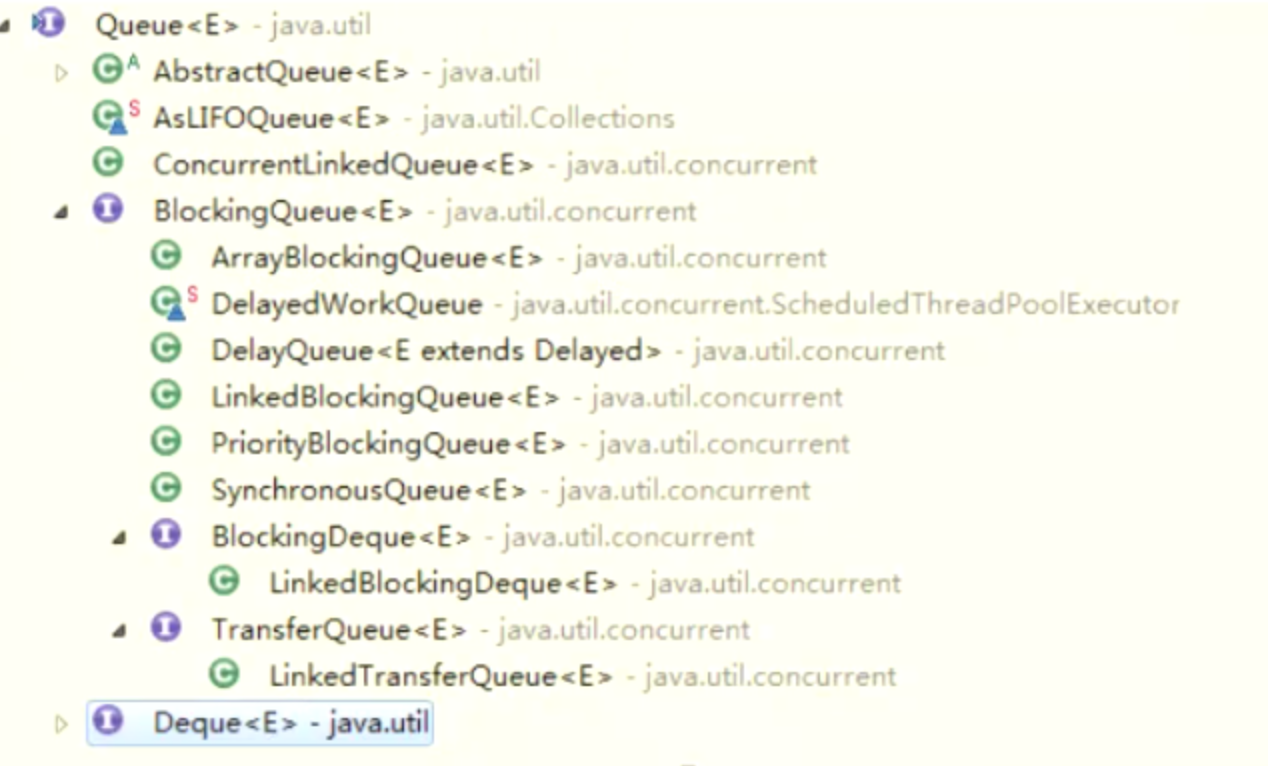 Queue<E> - java.util
AbstractQueue<E> - java.util
AsLIFOQueue<E> - java.util.Collections
ConcurrentLinkedQueue<E> - java.util.concurrent
BlockingQueue<E> - java.util.concurrent
ArrayBlockingQueue<E> - java.util.concurrent
DelayedWorkQueue - java.util.concurrent.ScheduledThreadPoolExecutor
DelayQueue<E extends Delayed> - java.util.concurrent
LinkedBlockingQueue<E> - java.util.concurrent
PriorityBlockingQueue<E> - java.util.concurrent
SynchronousQueue<E> - java.util.concurrent
BlockingDeque<E> - java.util.concurrent
LinkedBlockingDeque<E> - java.util.concurrent
TransferQueue<E> - java.util.concurrent
LinkedTransferQueue<E> - java.util.concurrent
Deque<E> - java.util